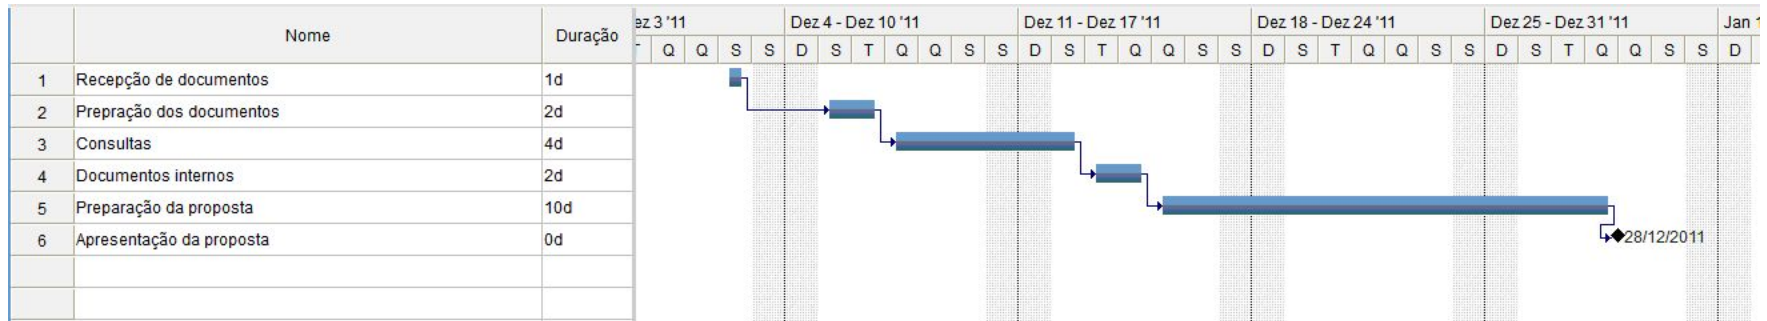 Nome Duração ez 3 '11 Dez 4 - Dez 10 '11 Dez 11 - Dez 17 '11 Dez 18 - Dez 24 '11 Dez 25 - Dez 31 '11 Jan 1
Q Q S S D S T Q Q S S D S T Q Q S S D S T Q Q S S D S T Q Q S S D
1 Recepção de documentos 1d
2 Prepração dos documentos 2d
3 Consultas 4d
4 Documentos internos 2d
5 Preparação da proposta 10d
6 Apresentação da proposta 0d 28/12/2011